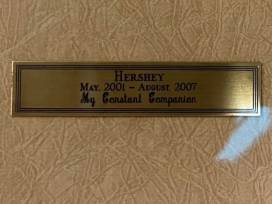 HERSHEY
MAY, 2001 - AUGUST, 2007
My Constant Companion